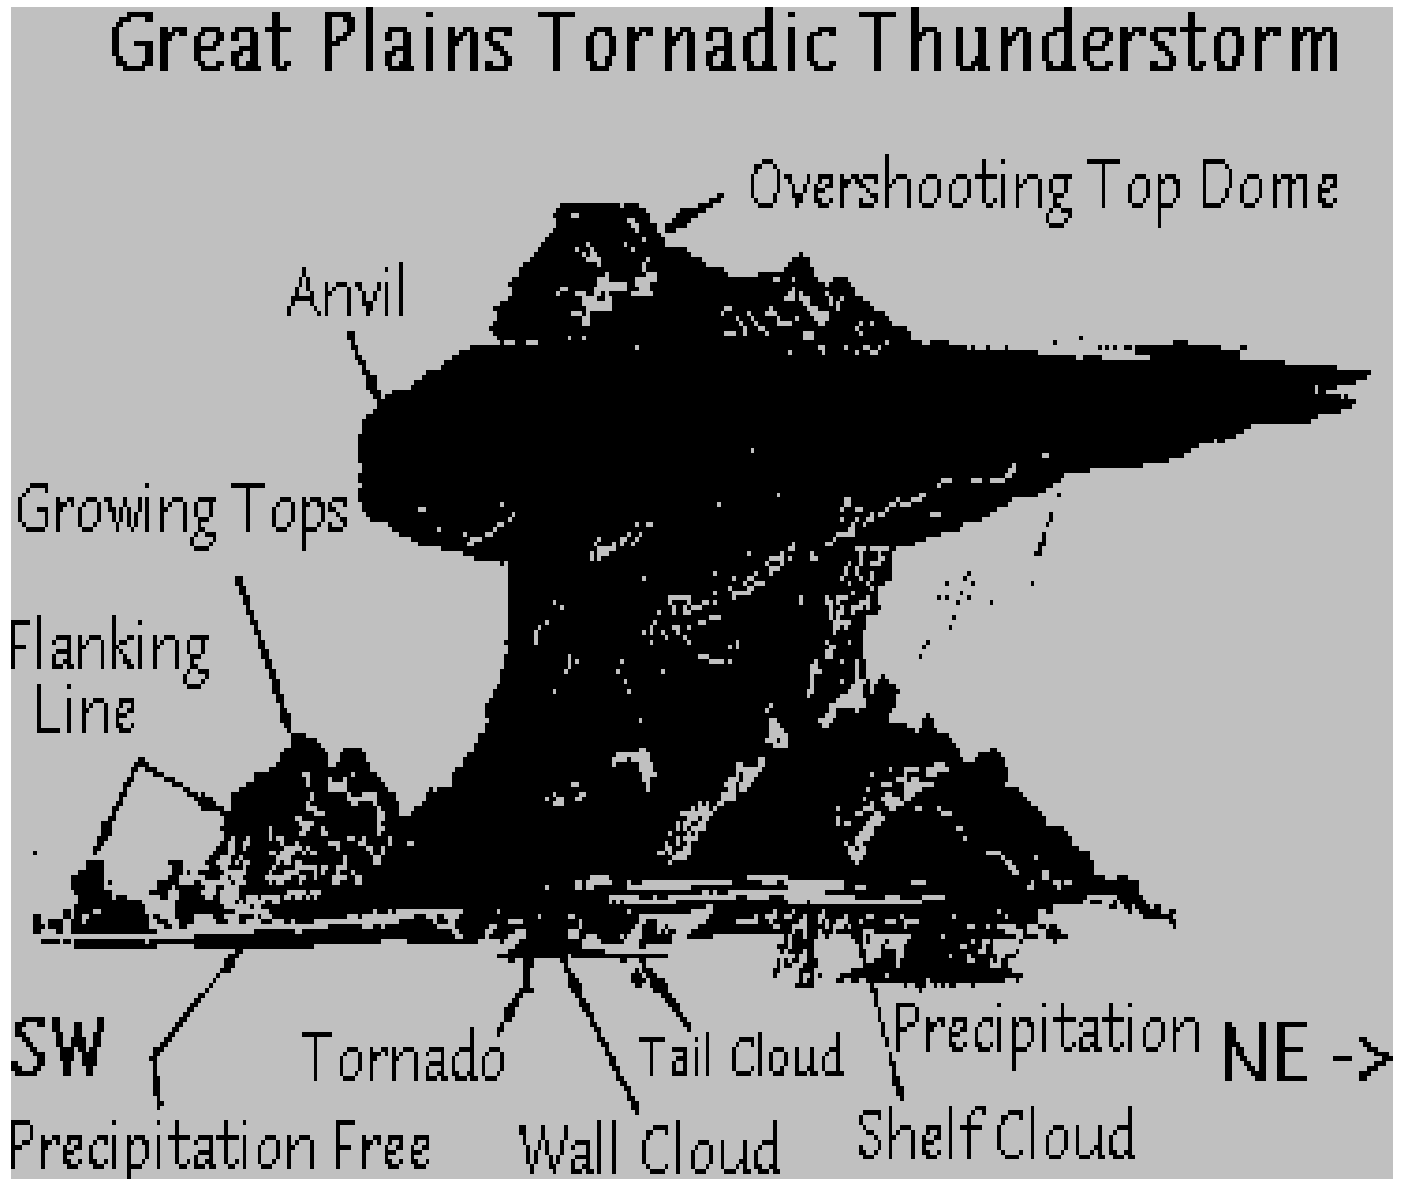 Great Plains Tornadic Thunderstorm
Overshooting Top Dome
Anvil
Growing Tops
Flanking
Line
SW
Tornado
Tail Cloud
Precipitation
NE ->
Precipitation Free
Wall Cloud
Shelf Cloud